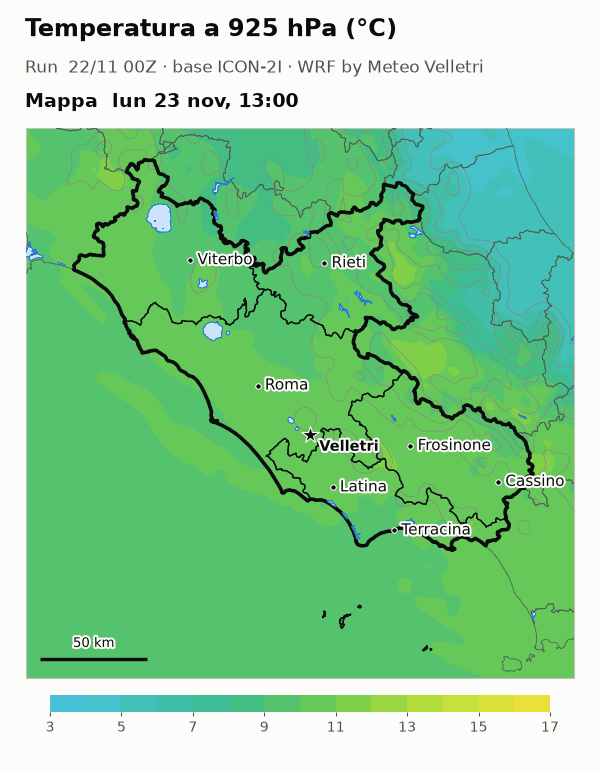 Temperatura a 925 hPa (°C)
Run  22/11 00Z · base ICON-2I · WRF by Meteo Velletri
Mappa  lun 23 nov, 13:00
Viterbo
Rieti
Roma
Velletri
Frosinone
Latina
Cassino
Terracina
50 km
3 5 7 9 11 13 15 17